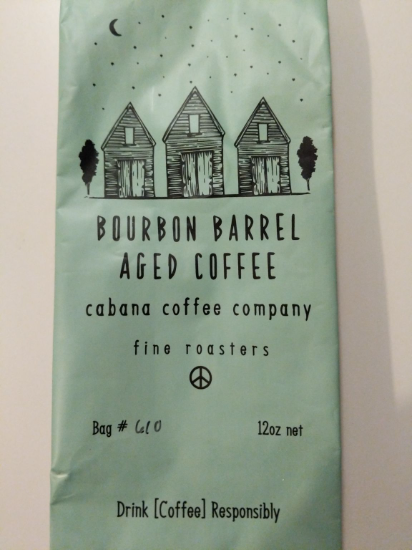 BOURBON BARREL
AGED COFFEE
cabana coffee company
fine roasters
Bag # 610 12oz net
Drink [Coffee] Responsibly